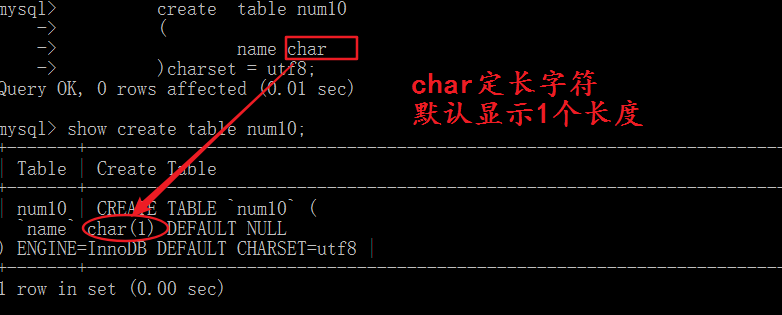 mysql> create table num10
-> (
-> name char
-> )charset = utf8;
Query OK, 0 rows affected (0.01 sec)
char定长字符
默认显示1个长度
mysql> show create table num10;
| Table | Create Table
| num10 | CREATE TABLE `num10` (
`name` char(1) DEFAULT NULL
) ENGINE=InnoDB DEFAULT CHARSET=utf8 |
1 row in set (0.00 sec)